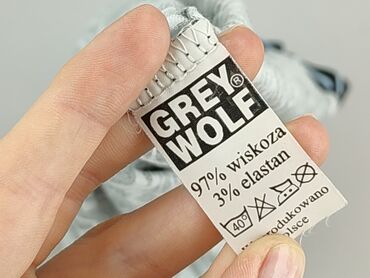 GREY®
WOLF
97% wiskoza
3% elastan
40°